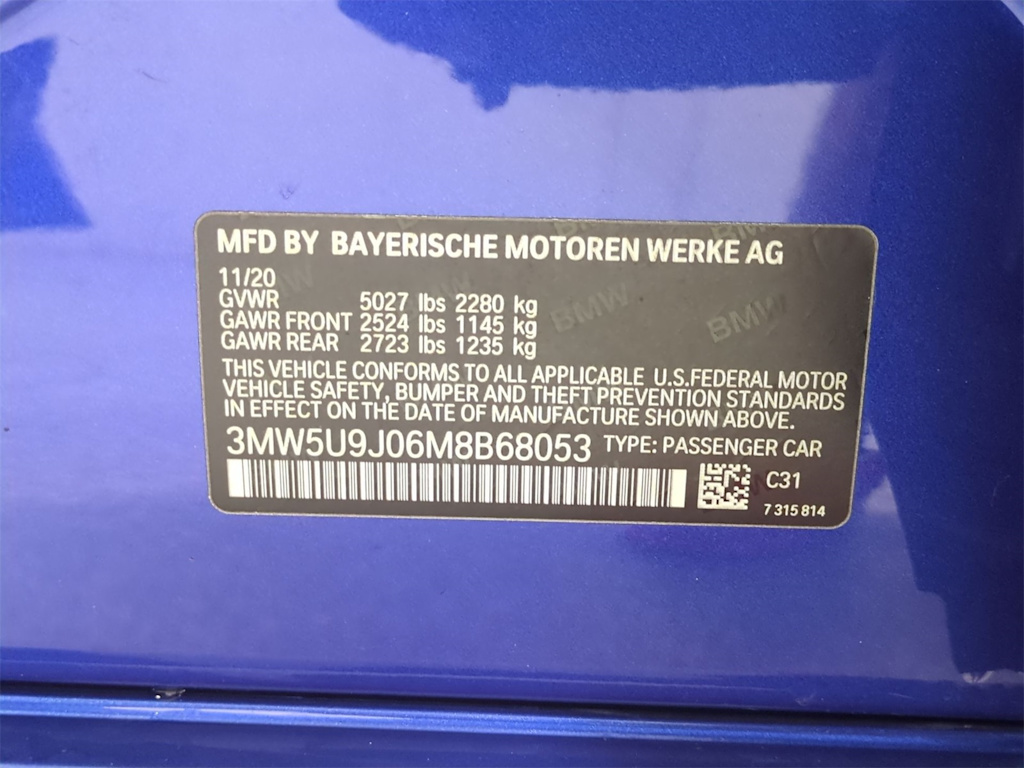 MFD BY BAYERISCHE MOTOREN WERKE AG
11/20
GVWR 5027 lbs 2280 kg
GAWR FRONT 2524 lbs 1145 kg
GAWR REAR 2723 lbs 1235 kg
THIS VEHICLE CONFORMS TO ALL APPLICABLE U.S.FEDERAL MOTOR
VEHICLE SAFETY, BUMPER AND THEFT PREVENTION STANDARDS
IN EFFECT ON THE DATE OF MANUFACTURE SHOWN ABOVE.
3MW5U9J06M8B68053 TYPE: PASSENGER CAR
C31
7 315 814
BMW
BMW